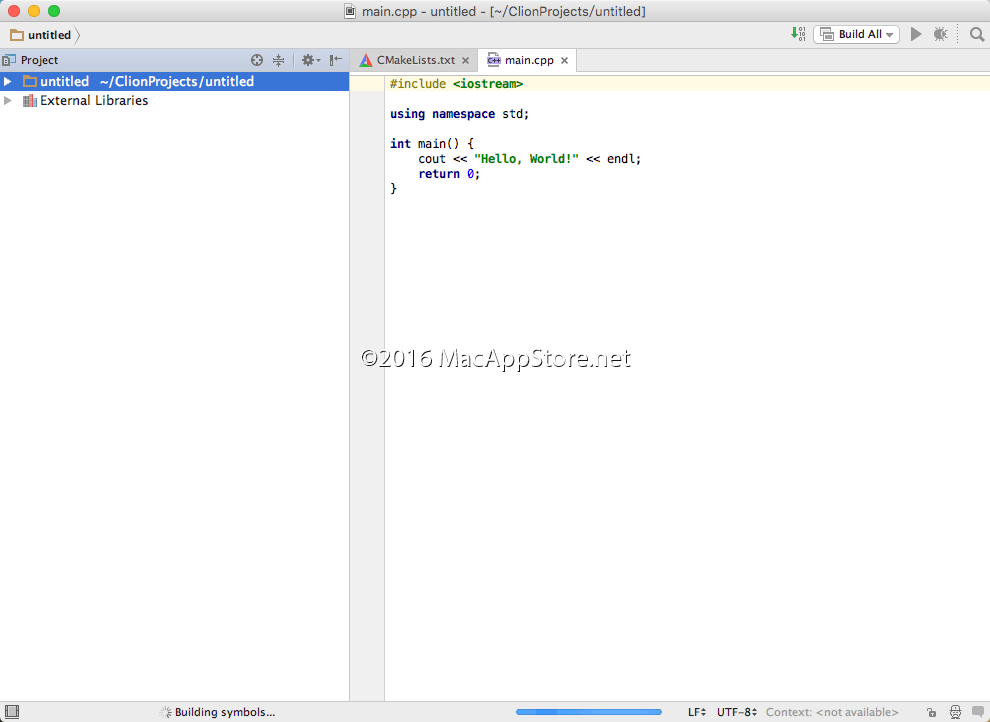 main.cpp - untitled - [~/ClionProjects/untitled]
untitled
Build All
Project
CMakeLists.txt
main.cpp
untitled ~/ClionProjects/untitled
External Libraries
#include <iostream>
using namespace std;
int main() {
cout << "Hello, World!" << endl;
return 0;
}
©2016 MacAppStore.net
Building symbols...
LF
UTF-8
Context: <not available>